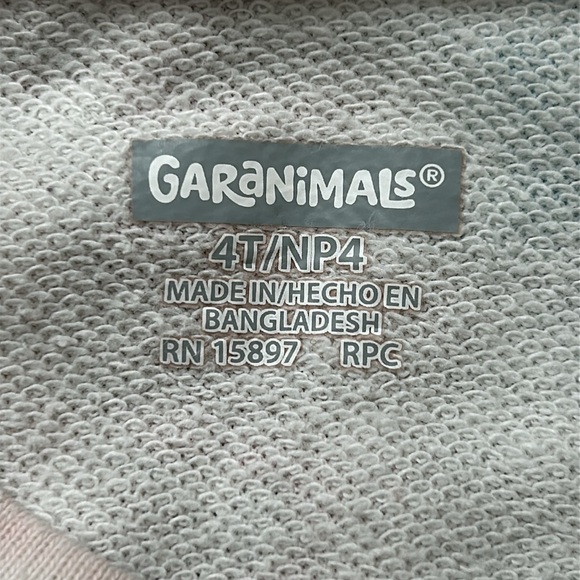 GARANIMALS®
4T/NP4
MADE IN/HECHO EN
BANGLADESH
RN 15897 RPC